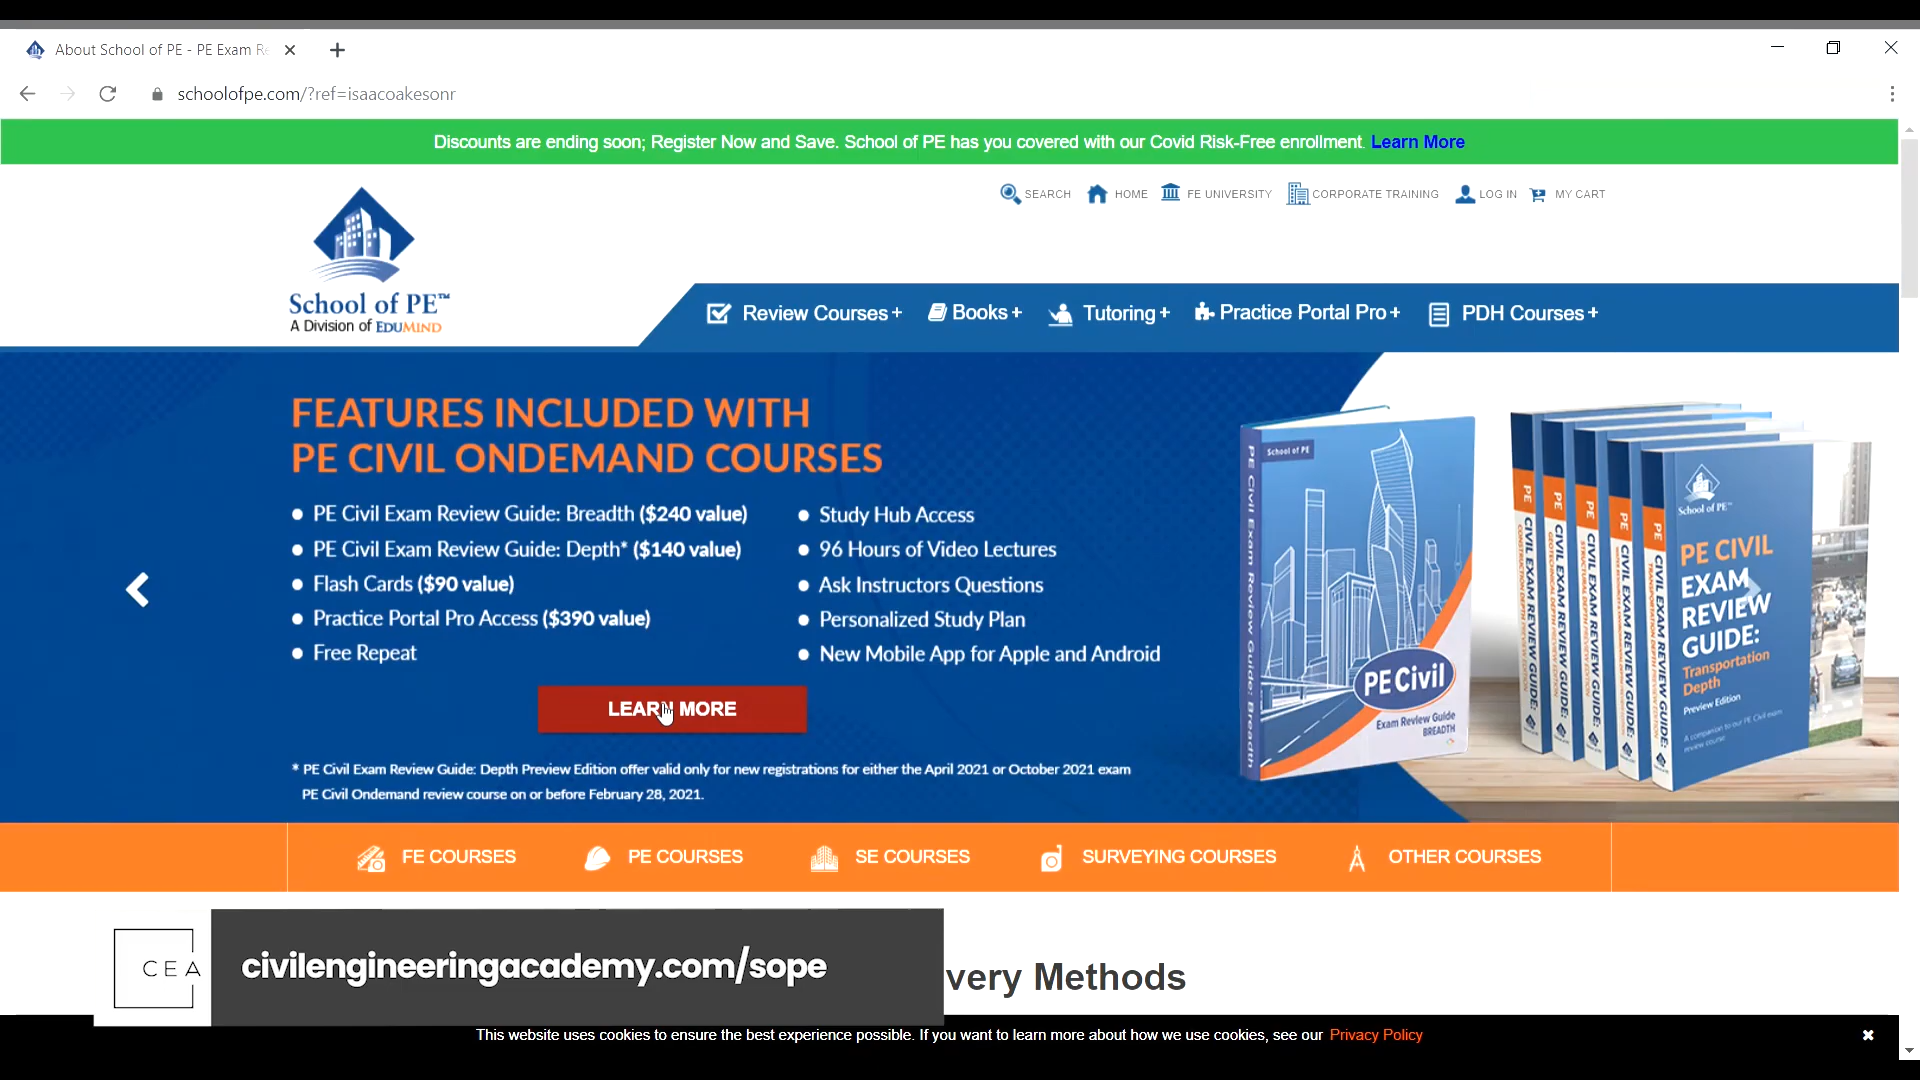 About School of PE - PE Exam Re
schoolofpe.com/?ref=isaacoakesonr
Discounts are ending soon; Register Now and Save. School of PE has you covered with our Covid Risk-Free enrollment. Learn More
SEARCH HOME FE UNIVERSITY CORPORATE TRAINING LOG IN MY CART
School of PE™
A Division of EDUMIND
Review Courses+ Books+ Tutoring+ Practice Portal Pro+ PDH Courses+
FEATURES INCLUDED WITH
PE CIVIL ONDEMAND COURSES
PE Civil Exam Review Guide: Breadth ($240 value)
PE Civil Exam Review Guide: Depth* ($140 value)
Flash Cards ($90 value)
Practice Portal Pro Access ($390 value)
Free Repeat
Study Hub Access
96 Hours of Video Lectures
Ask Instructors Questions
Personalized Study Plan
New Mobile App for Apple and Android
LEARN MORE
* PE Civil Exam Review Guide: Depth Preview Edition offer valid only for new registrations for either the April 2021 or October 2021 exam
PE Civil Ondemand review course on or before February 28, 2021.
School of PE
PE Civil Exam Review Guide: Breadth
PE Civil
Exam Review Guide
BREADTH
PE CIVIL EXAM REVIEW GUIDE:
PE CIVIL EXAM REVIEW GUIDE:
PE CIVIL EXAM REVIEW GUIDE:
PE CIVIL EXAM REVIEW GUIDE:
PE CIVIL EXAM REVIEW GUIDE:
School of PE™
PE CIVIL
EXAM
REVIEW
GUIDE:
Transportation
Depth
Preview Edition
A companion to our PE Civil exam
review course
FE COURSES PE COURSES SE COURSES SURVEYING COURSES OTHER COURSES
CEA
civilengineeringacademy.com/sope
very Methods
This website uses cookies to ensure the best experience possible. If you want to learn more about how we use cookies, see our Privacy Policy